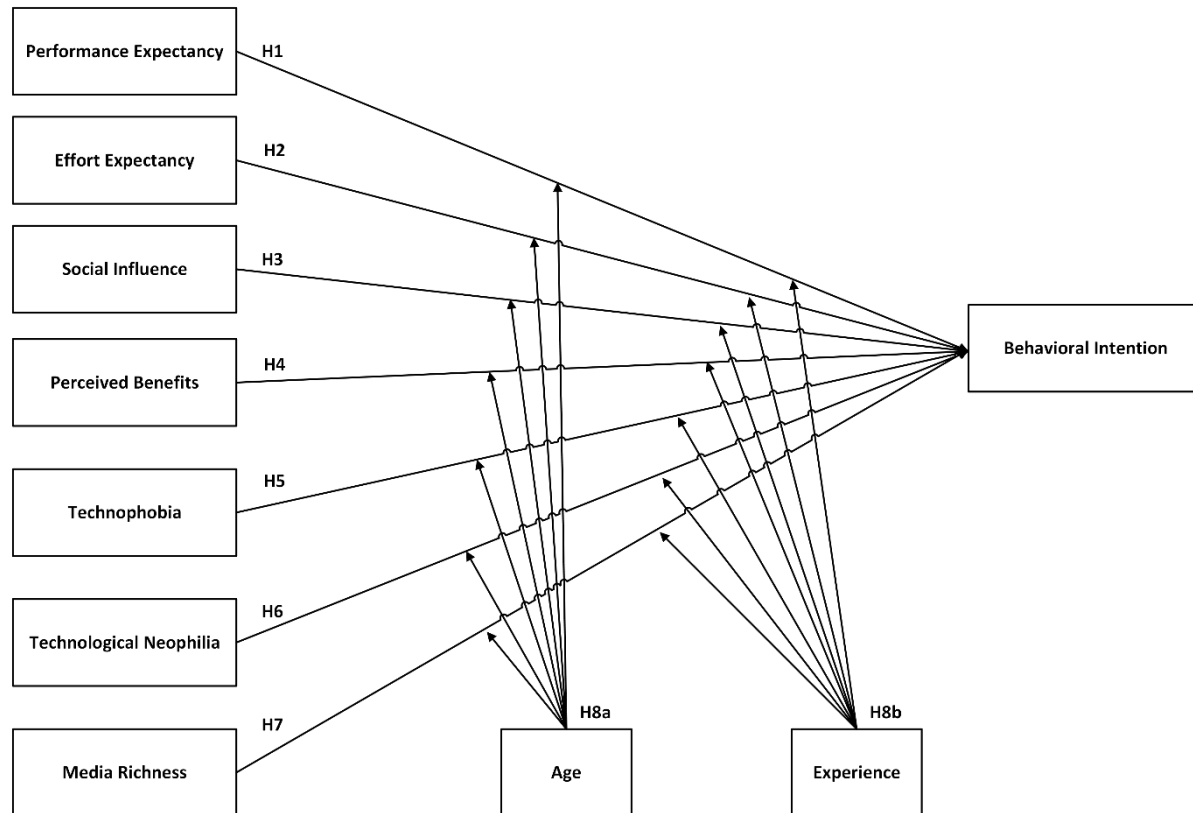 Performance Expectancy
H1
Effort Expectancy
H2
Social Influence
H3
Behavioral Intention
Perceived Benefits
H4
Technophobia
H5
Technological Neophilia
H6
Media Richness
H7
H8a
Age
H8b
Experience